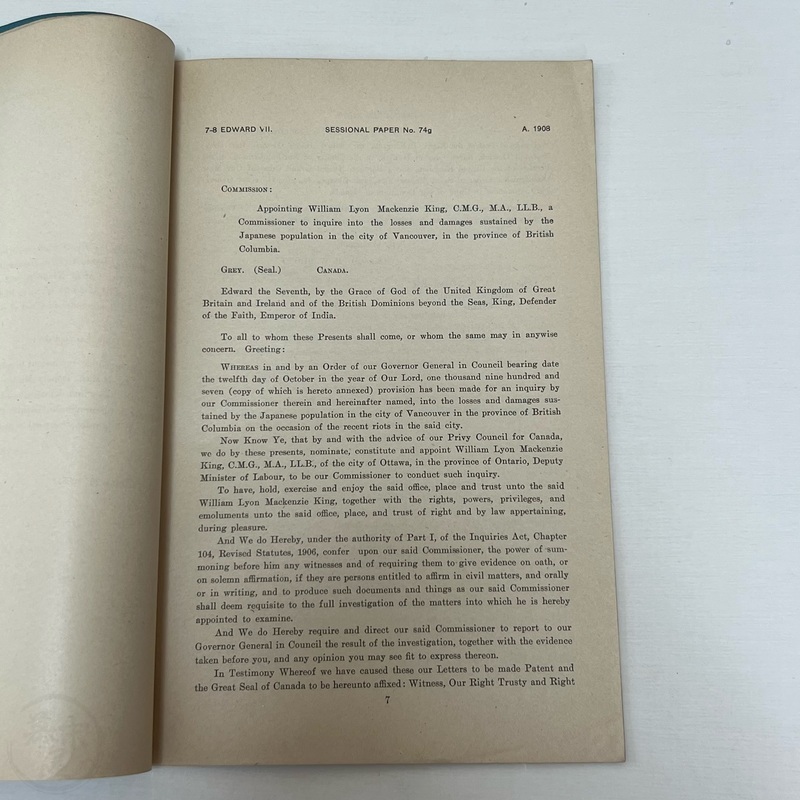 7-8 EDWARD VII. SESSIONAL PAPER No. 74g A. 1908
COMMISSION:
Appointing William Lyon Mackenzie King, C.M.G., M.A., LL.B., a
Commissioner to inquire into the losses and damages sustained by the
Japanese population in the city of Vancouver, in the province of British
Columbia.
GREY. (Seal.) CANADA.
Edward the Seventh, by the Grace of God of the United Kingdom of Great
Britain and Ireland and of the British Dominions beyond the Seas, King, Defender
of the Faith, Emperor of India.
To all to whom these Presents shall come, or whom the same may in anywise
concern. Greeting:
WHEREAS in and by an Order of our Governor General in Council bearing date
the twelfth day of October in the year of Our Lord, one thousand nine hundred and
seven (copy of which is hereto annexed) provision has been made for an inquiry by
our Commissioner therein and hereinafter named, into the losses and damages sus-
tained by the Japanese population in the city of Vancouver in the province of British
Columbia on the occasion of the recent riots in the said city.
Now Know Ye, that by and with the advice of our Privy Council for Canada,
we do by these presents, nominate, constitute and appoint William Lyon Mackenzie
King, C.M.G., M.A., LL.B., of the city of Ottawa, in the province of Ontario, Deputy
Minister of Labour, to be our Commissioner to conduct such inquiry.
To have, hold, exercise and enjoy the said office, place and trust unto the said
William Lyon Mackenzie King, together with the rights, powers, privileges, and
emoluments unto the said office, place, and trust of right and by law appertaining,
during pleasure.
And We do Hereby, under the authority of Part I, of the Inquiries Act, Chapter
104, Revised Statutes, 1906, confer upon our said Commissioner, the power of sum-
moning before him any witnesses and of requiring them to give evidence on oath, or
on solemn affirmation, if they are persons entitled to affirm in civil matters, and orally
or in writing, and to produce such documents and things as our said Commissioner
shall deem requisite to the full investigation of the matters into which he is hereby
appointed to examine.
And We do Hereby require and direct our said Commissioner to report to our
Governor General in Council the result of the investigation, together with the evidence
taken before you, and any opinion you may see fit to express thereon.
In Testimony Whereof we have caused these our Letters to be made Patent and
the Great Seal of Canada to be hereunto affixed: Witness, Our Right Trusty and Right
7